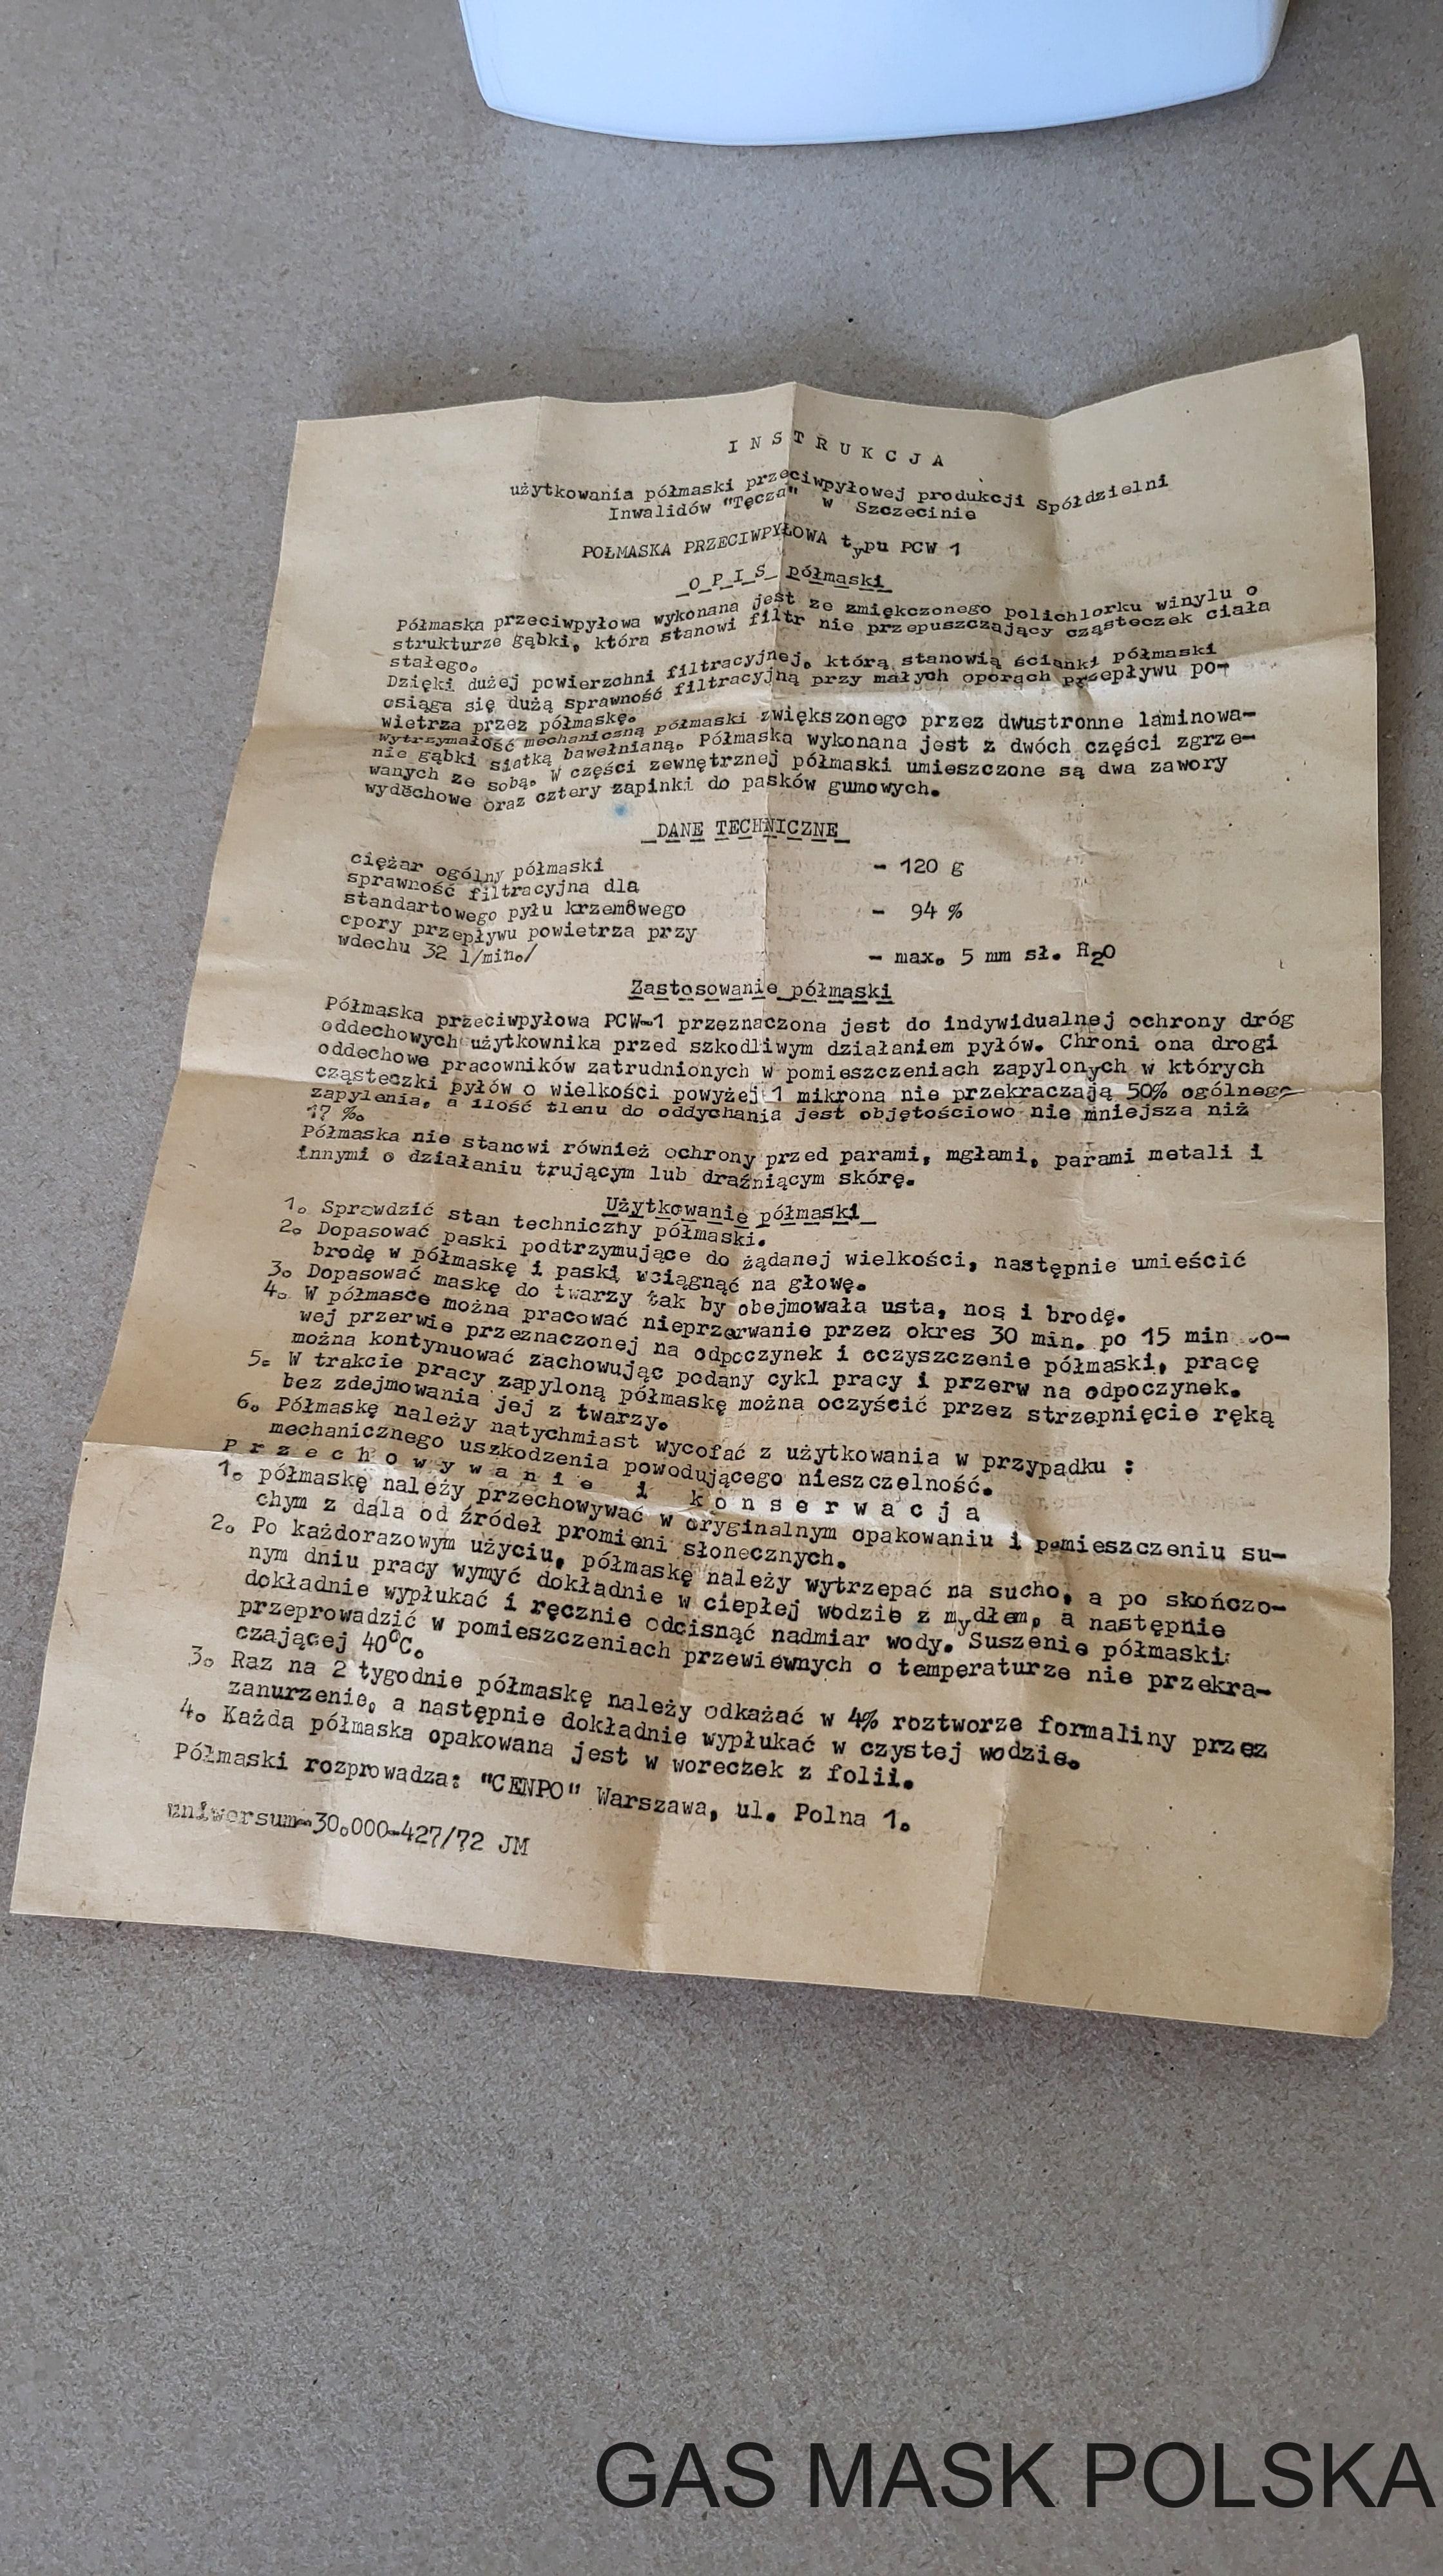 I N S T R U K C J A
użytkowania półmaski przeciwpyłowej produkcji Spółdzielni
Inwalidów "Tęcza" w Szczecinie
POŁMASKA PRZECIWPYŁOWA typu PCW 1
O P I S półmaski
Półmaska przeciwpyłowa wykonana jest ze zmiękczonego polichlorku winylu o
strukturze gąbki, która stanowi filtr nie przepuszczający cząsteczek ciała
stałego.
Dzięki dużej powierzchni filtracyjnej, którą stanowią ścianki półmaski
osiąga się dużą sprawność filtracyjną przy małych oporach przepływu po-
wietrza przez półmaskę.
wytrzymałość mechaniczną półmaski zwiększonego przez dwustronne laminowa-
nie gąbki siatką bawełnianą. Półmaska wykonana jest z dwóch części zgrze-
wanych ze sobą. W części zewnętrznej półmaski umieszczone są dwa zawory
wydechowe oraz cztery zapinki do pasków gumowych.
DANE TECHNICZNE
ciężar ogólny półmaski - 120 g
sprawność filtracyjna dla
standartowego pyłu krzemowego - 94 %
opory przepływu powietrza przy
wdechu 32 l/min./ - max. 5 mm sł. H2O
Zastosowanie półmaski
Półmaska przeciwpyłowa PCW-1 przeznaczona jest do indywidualnej ochrony dróg
oddechowych użytkownika przed szkodliwym działaniem pyłów. Chroni ona drogi
oddechowe pracowników zatrudnionych w pomieszczeniach zapylonych w których
cząsteczki pyłów o wielkości powyżej 1 mikrona nie przekraczają 50% ogólnego
zapylenia, a ilość tlenu do oddychania jest objętościowo nie mniejsza niż
17 %.
Półmaska nie stanowi również ochrony przed parami, mgłami, parami metali i
innymi o działaniu trującym lub drażniącym skórę.
Użytkowanie półmaski
1. Sprawdzić stan techniczny półmaski.
2. Dopasować paski podtrzymujące do żądanej wielkości, następnie umieścić
brodę w półmaskę i paski wciągnąć na głowę.
3. Dopasować maskę do twarzy tak by obejmowała usta, nos i brodę.
4. W półmasce można pracować nieprzerwanie przez okres 30 min. po 15 min
wej przerwie przeznaczonej na odpoczynek i oczyszczenie półmaski, pracę
można kontynuować zachowując podany cykl pracy i przerw na odpoczynek.
5. W trakcie pracy zapyloną półmaskę można oczyścić przez strzepnięcie ręką
bez zdejmowania jej z twarzy.
6. Półmaskę należy natychmiast wycofać z użytkowania w przypadku :
mechanicznego uszkodzenia powodującego nieszczelność.
P r z e c h o w y w a n i e i k o n s e r w a c j a
1. półmaskę należy przechowywać w oryginalnym opakowaniu i pomieszczeniu su-
chym z dala od źródeł promieni słonecznych.
2. Po każdorazowym użyciu, półmaskę należy wytrzepać na sucho, a po skończo-
nym dniu pracy wymyć dokładnie w ciepłej wodzie z mydłem, a następnie
dokładnie wypłukać i ręcznie odcisnąć nadmiar wody. Suszenie półmaski
przeprowadzić w pomieszczeniach przewiewnych o temperaturze nie przekra-
czającej 40°C.
3. Raz na 2 tygodnie półmaskę należy odkażać w 4% roztworze formaliny przez
zanurzenie, a następnie dokładnie wypłukać w czystej wodzie.
4. Każda półmaska opakowana jest w woreczek z folii.
Półmaski rozprowadza: "CENPO" Warszawa, ul. Polna 1.
uniwersum-30.000-427/72 JM
GAS MASK POLSKA